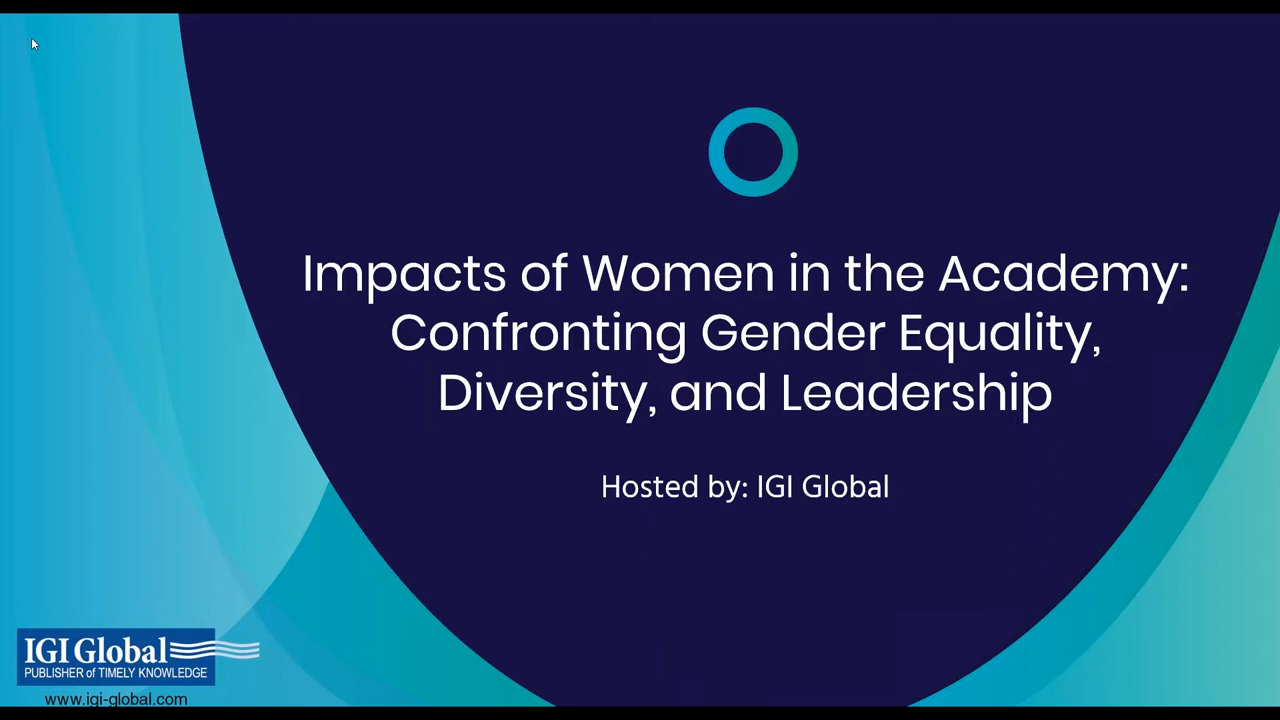 Impacts of Women in the Academy:
Confronting Gender Equality,
Diversity, and Leadership
Hosted by: IGI Global
IGI Global
PUBLISHER of TIMELY KNOWLEDGE
www.igi-global.com